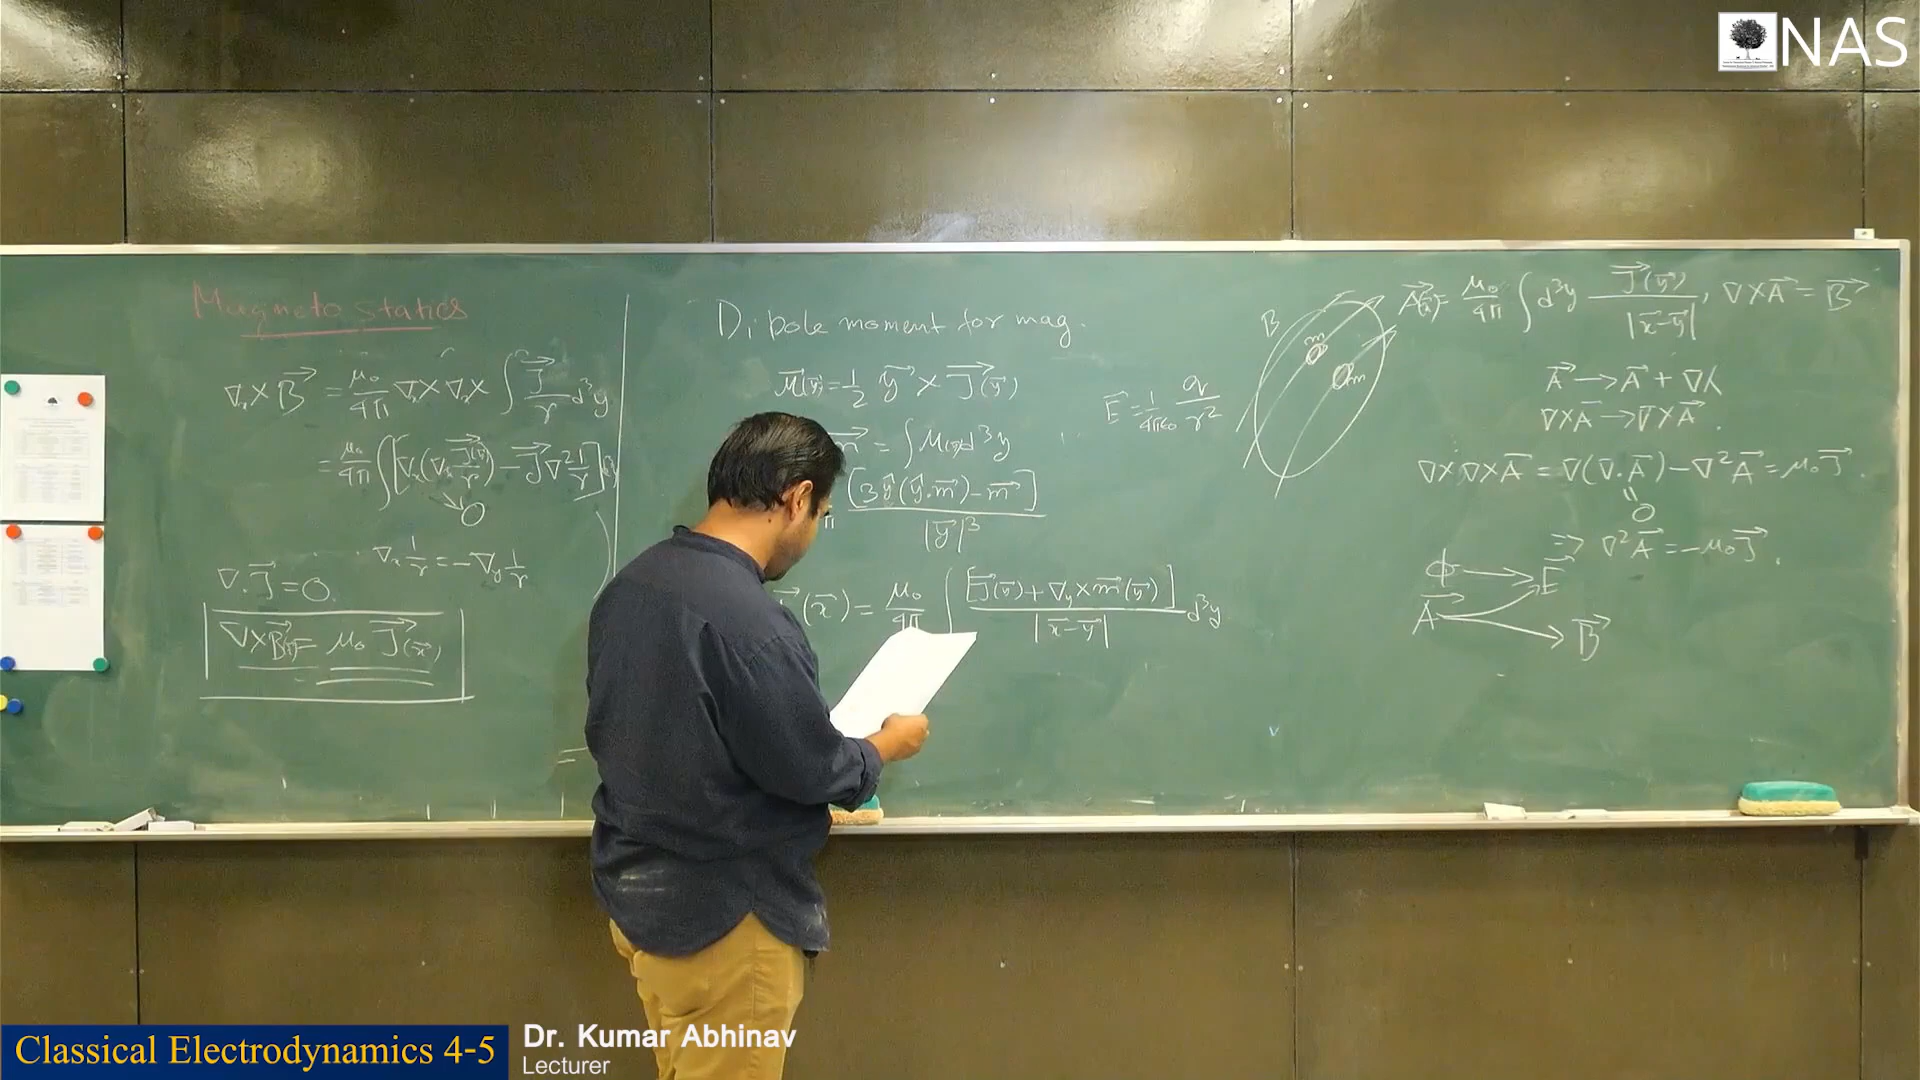 NAS
Magnetostatics
∇ₓ×B⃗ = μ₀/4π ∇ₓ×∇ₓ× ∫ J⃗/r d³y
= μ₀/4π ∫[∇ₓ(∇ₓ J⃗(y⃗)/r) − J⃗∇² 1/r]
0
∇ₓ 1/r = −∇y 1/r
∇.J⃗ = 0.
∇×B⃗(x⃗) = μ₀ J⃗(x⃗)
Dipole moment for mag.
M⃗(y⃗) = 1/2 y⃗ × J⃗(y⃗)
m⃗ = ∫ M(y⃗)d³y
[3ŷ(ŷ.m⃗) − m⃗]
|y⃗|³
(x⃗) = μ₀/4π ∫ [J⃗(y⃗) + ∇y×m⃗(y⃗)] / |x⃗−y⃗| d³y
E⃗ = 1/4πϵ₀ q/r²
B
m
m
A⃗(x⃗) = μ₀/4π ∫ d³y J⃗(y⃗)/|x⃗−y⃗|, ∇×A⃗ = B⃗
A⃗ → A⃗ + ∇λ
∇×A⃗ → ∇×A⃗.
∇×∇×A⃗ = ∇(∇.A⃗) − ∇²A⃗ = μ₀J⃗.
"
0
⇒ ∇²A⃗ = −μ₀J⃗.
ϕ → E⃗
A⃗ → B⃗
Classical Electrodynamics 4-5
Dr. Kumar Abhinav
Lecturer